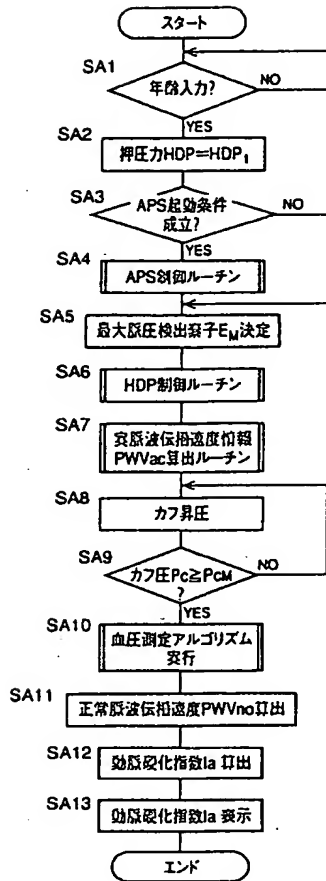 スタート
SA1
年齢入力?
NO
YES
SA2
押圧力HDP=HDP1
SA3
APS起動条件
成立?
NO
YES
SA4
APS制御ルーチン
SA5
最大脈圧検出素子EM決定
SA6
HDP制御ルーチン
SA7
実脈波伝播速度情報
PWVac算出ルーチン
SA8
カフ昇圧
SA9
カフ圧Pc≧PCM
?
NO
YES
SA10
血圧測定アルゴリズム
実行
SA11
正常脈波伝播速度PWVno算出
SA12
動脈硬化指数Ia 算出
SA13
動脈硬化指数Ia 表示
エンド